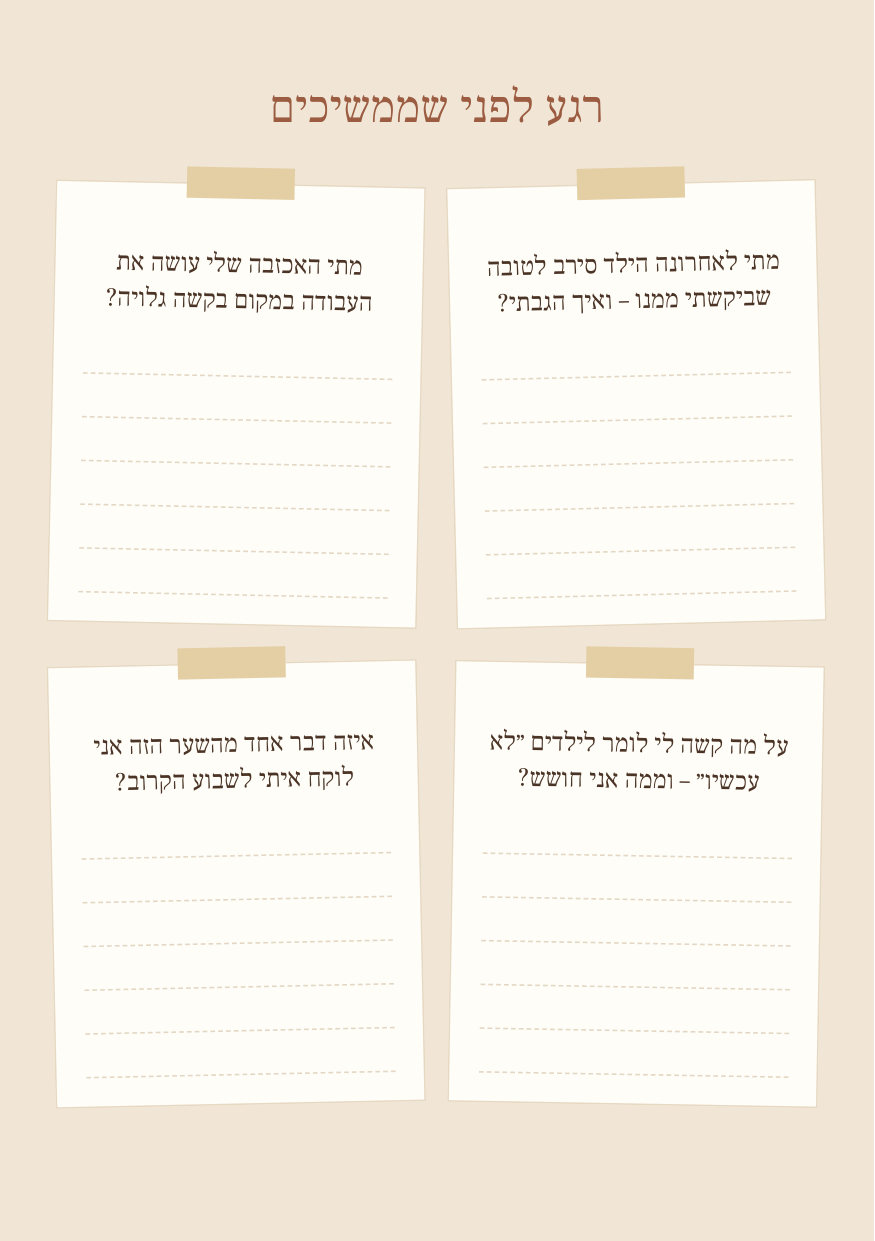 רגע לפני שממשיכים
מתי לאחרונה הילד סירב לטובה
שביקשתי ממנו – ואיך הגבתי?
מתי האכזבה שלי עושה את
העבודה במקום בקשה גלויה?
על מה קשה לי לומר לילדים ״לא
עכשיו״ – וממה אני חושש?
איזה דבר אחד מהשער הזה אני
לוקח איתי לשבוע הקרוב?